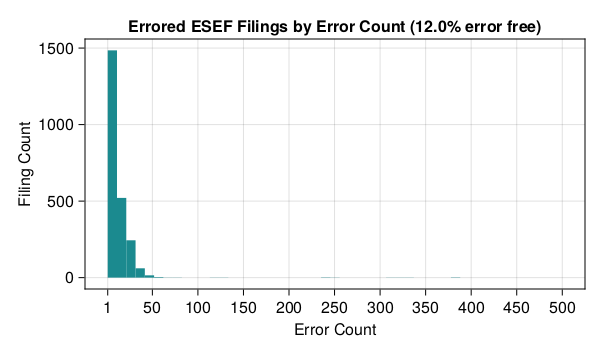 Errored ESEF Filings by Error Count (12.0% error free)
1500
1000
500
0
Filing Count
1 50 100 150 200 250 300 350 400 450 500
Error Count